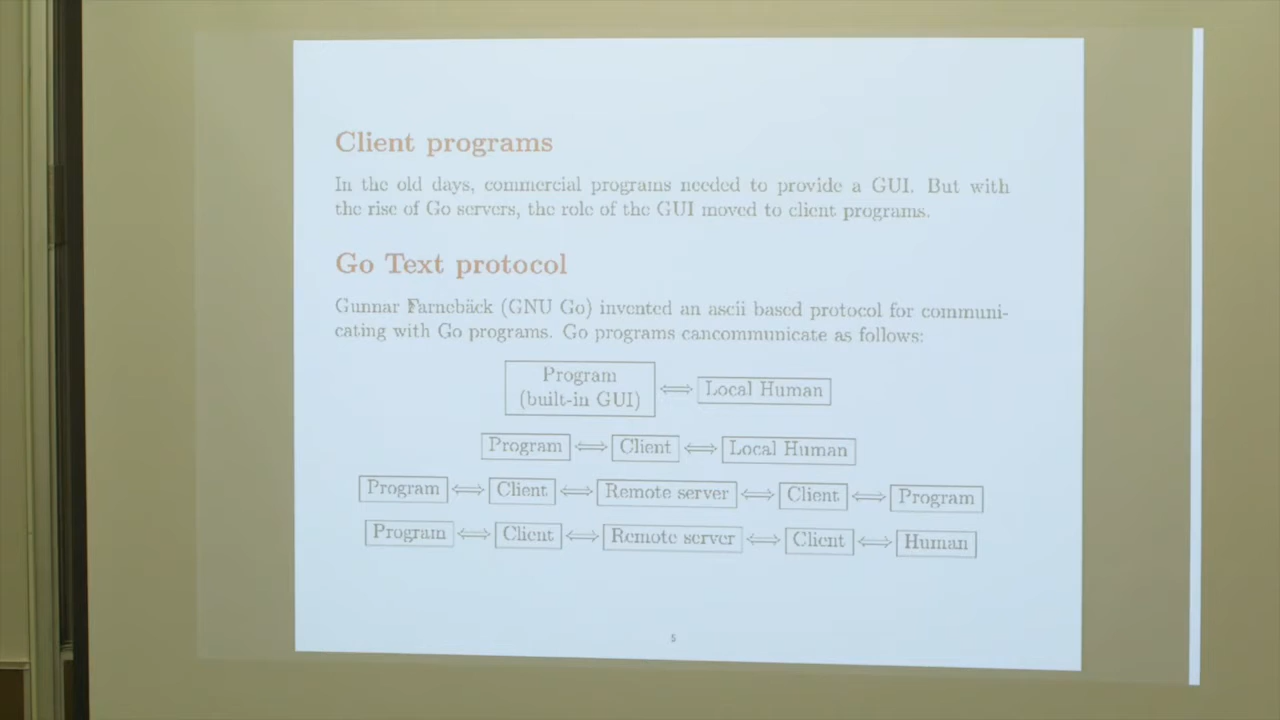 Client programs
In the old days, commercial programs needed to provide a GUI. But with
the rise of Go servers, the role of the GUI moved to client programs.
Go Text protocol
Gunnar Farnebäck (GNU Go) invented an ascii based protocol for communi-
cating with Go programs. Go programs cancommunicate as follows:
Program
(built-in GUI) ⟺ Local Human
Program ⟺ Client ⟺ Local Human
Program ⟺ Client ⟺ Remote server ⟺ Client ⟺ Program
Program ⟺ Client ⟺ Remote server ⟺ Client ⟺ Human
5